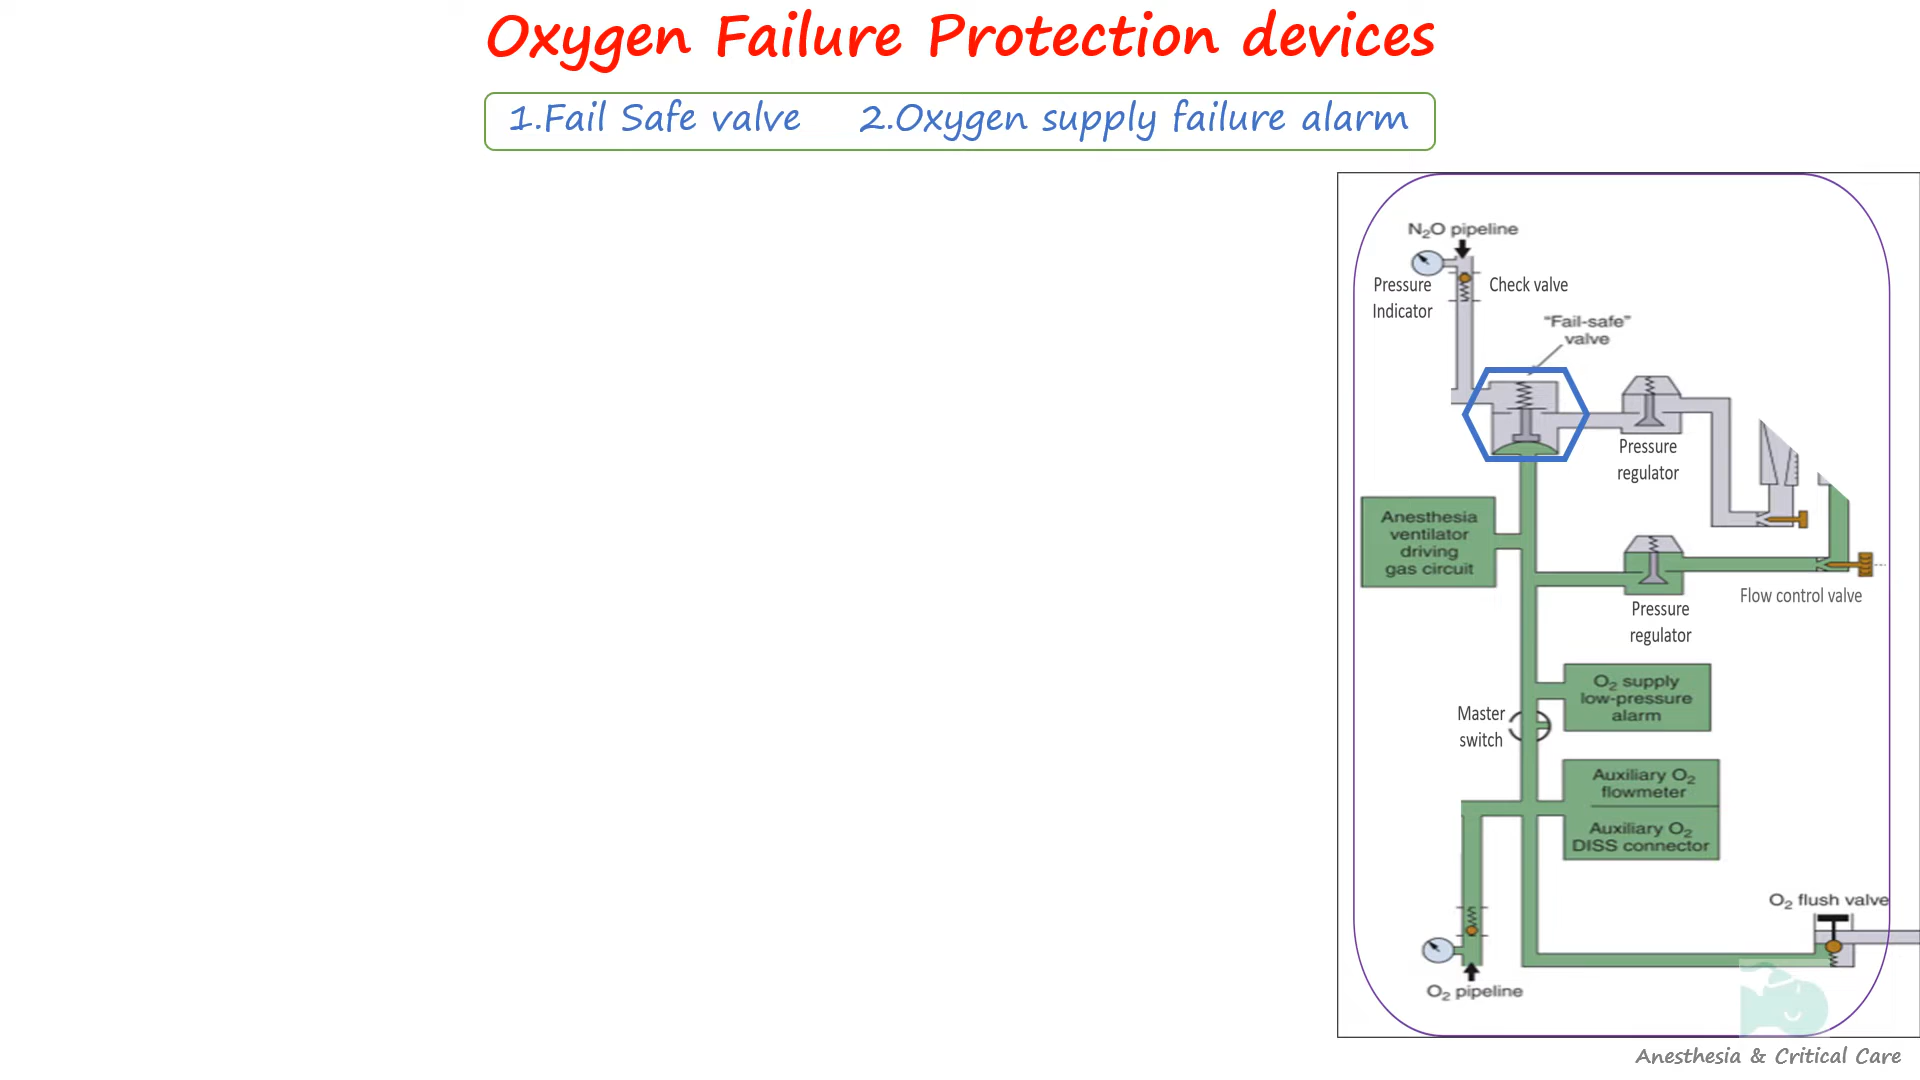 Oxygen Failure Protection devices
1.Fail Safe valve 2.Oxygen supply failure alarm
N₂O pipeline
Pressure
Indicator
Check valve
"Fail-safe"
valve
Pressure
regulator
Anesthesia
ventilator
driving
gas circuit
Flow control valve
Pressure
regulator
O₂ supply
low-pressure
alarm
Master
switch
Auxiliary O₂
flowmeter
Auxiliary O₂
DISS connector
O₂ flush valve
O₂ pipeline
Anesthesia & Critical Care